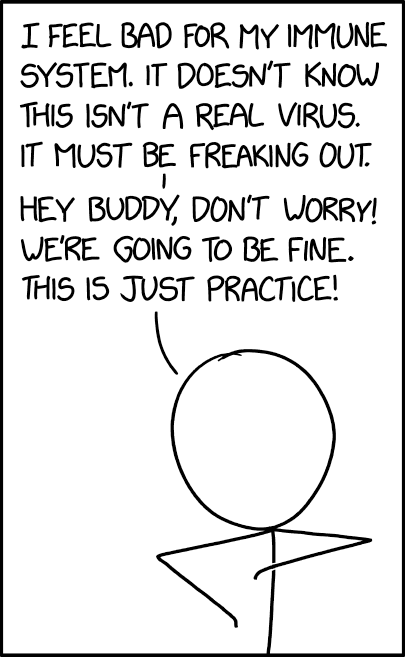 I FEEL BAD FOR MY IMMUNE
SYSTEM. IT DOESN'T KNOW
THIS ISN'T A REAL VIRUS.
IT MUST BE FREAKING OUT.
HEY BUDDY, DON'T WORRY!
WE'RE GOING TO BE FINE.
THIS IS JUST PRACTICE!